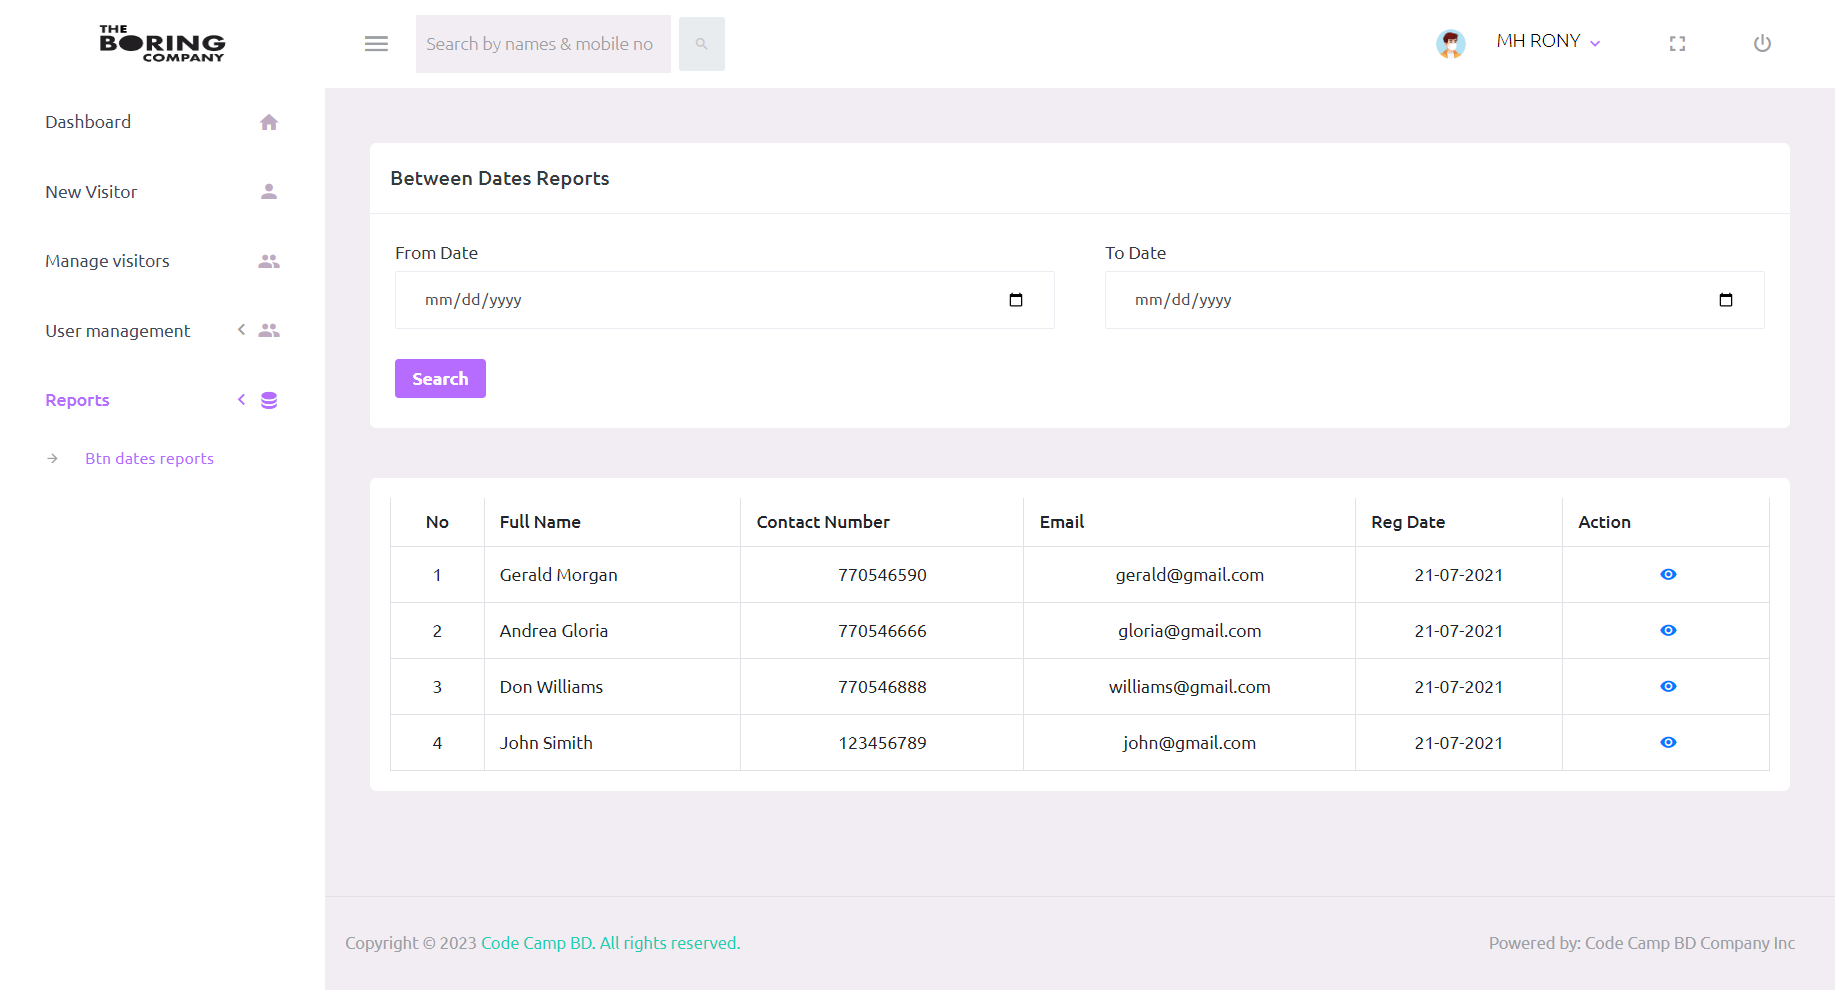 THE
BORING
COMPANY
Search by names & mobile no
MH RONY
Dashboard
New Visitor
Manage visitors
User management
Reports
Btn dates reports
Between Dates Reports
From Date To Date
mm/dd/yyyy mm/dd/yyyy
Search
No Full Name Contact Number Email Reg Date Action
1 Gerald Morgan 770546590 gerald@gmail.com 21-07-2021
2 Andrea Gloria 770546666 gloria@gmail.com 21-07-2021
3 Don Williams 770546888 williams@gmail.com 21-07-2021
4 John Simith 123456789 john@gmail.com 21-07-2021
Copyright © 2023 Code Camp BD. All rights reserved. Powered by: Code Camp BD Company Inc